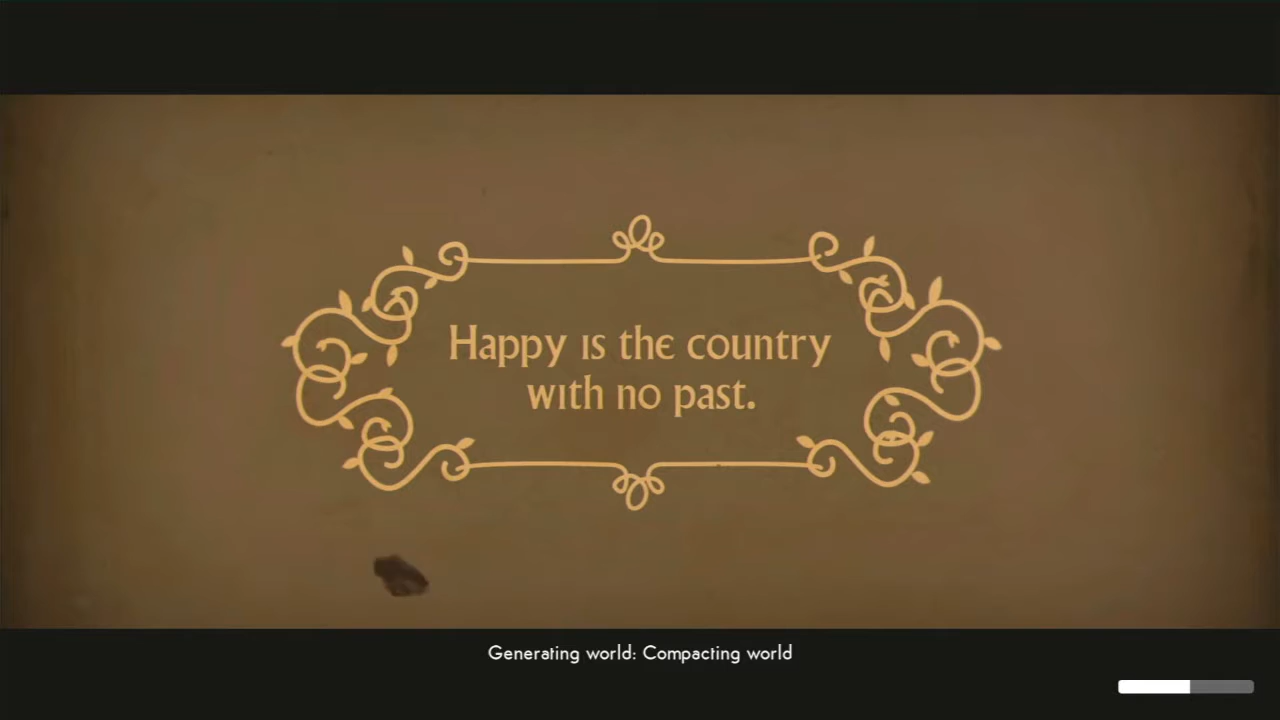 Happy is the country
with no past.
Generating world: Compacting world